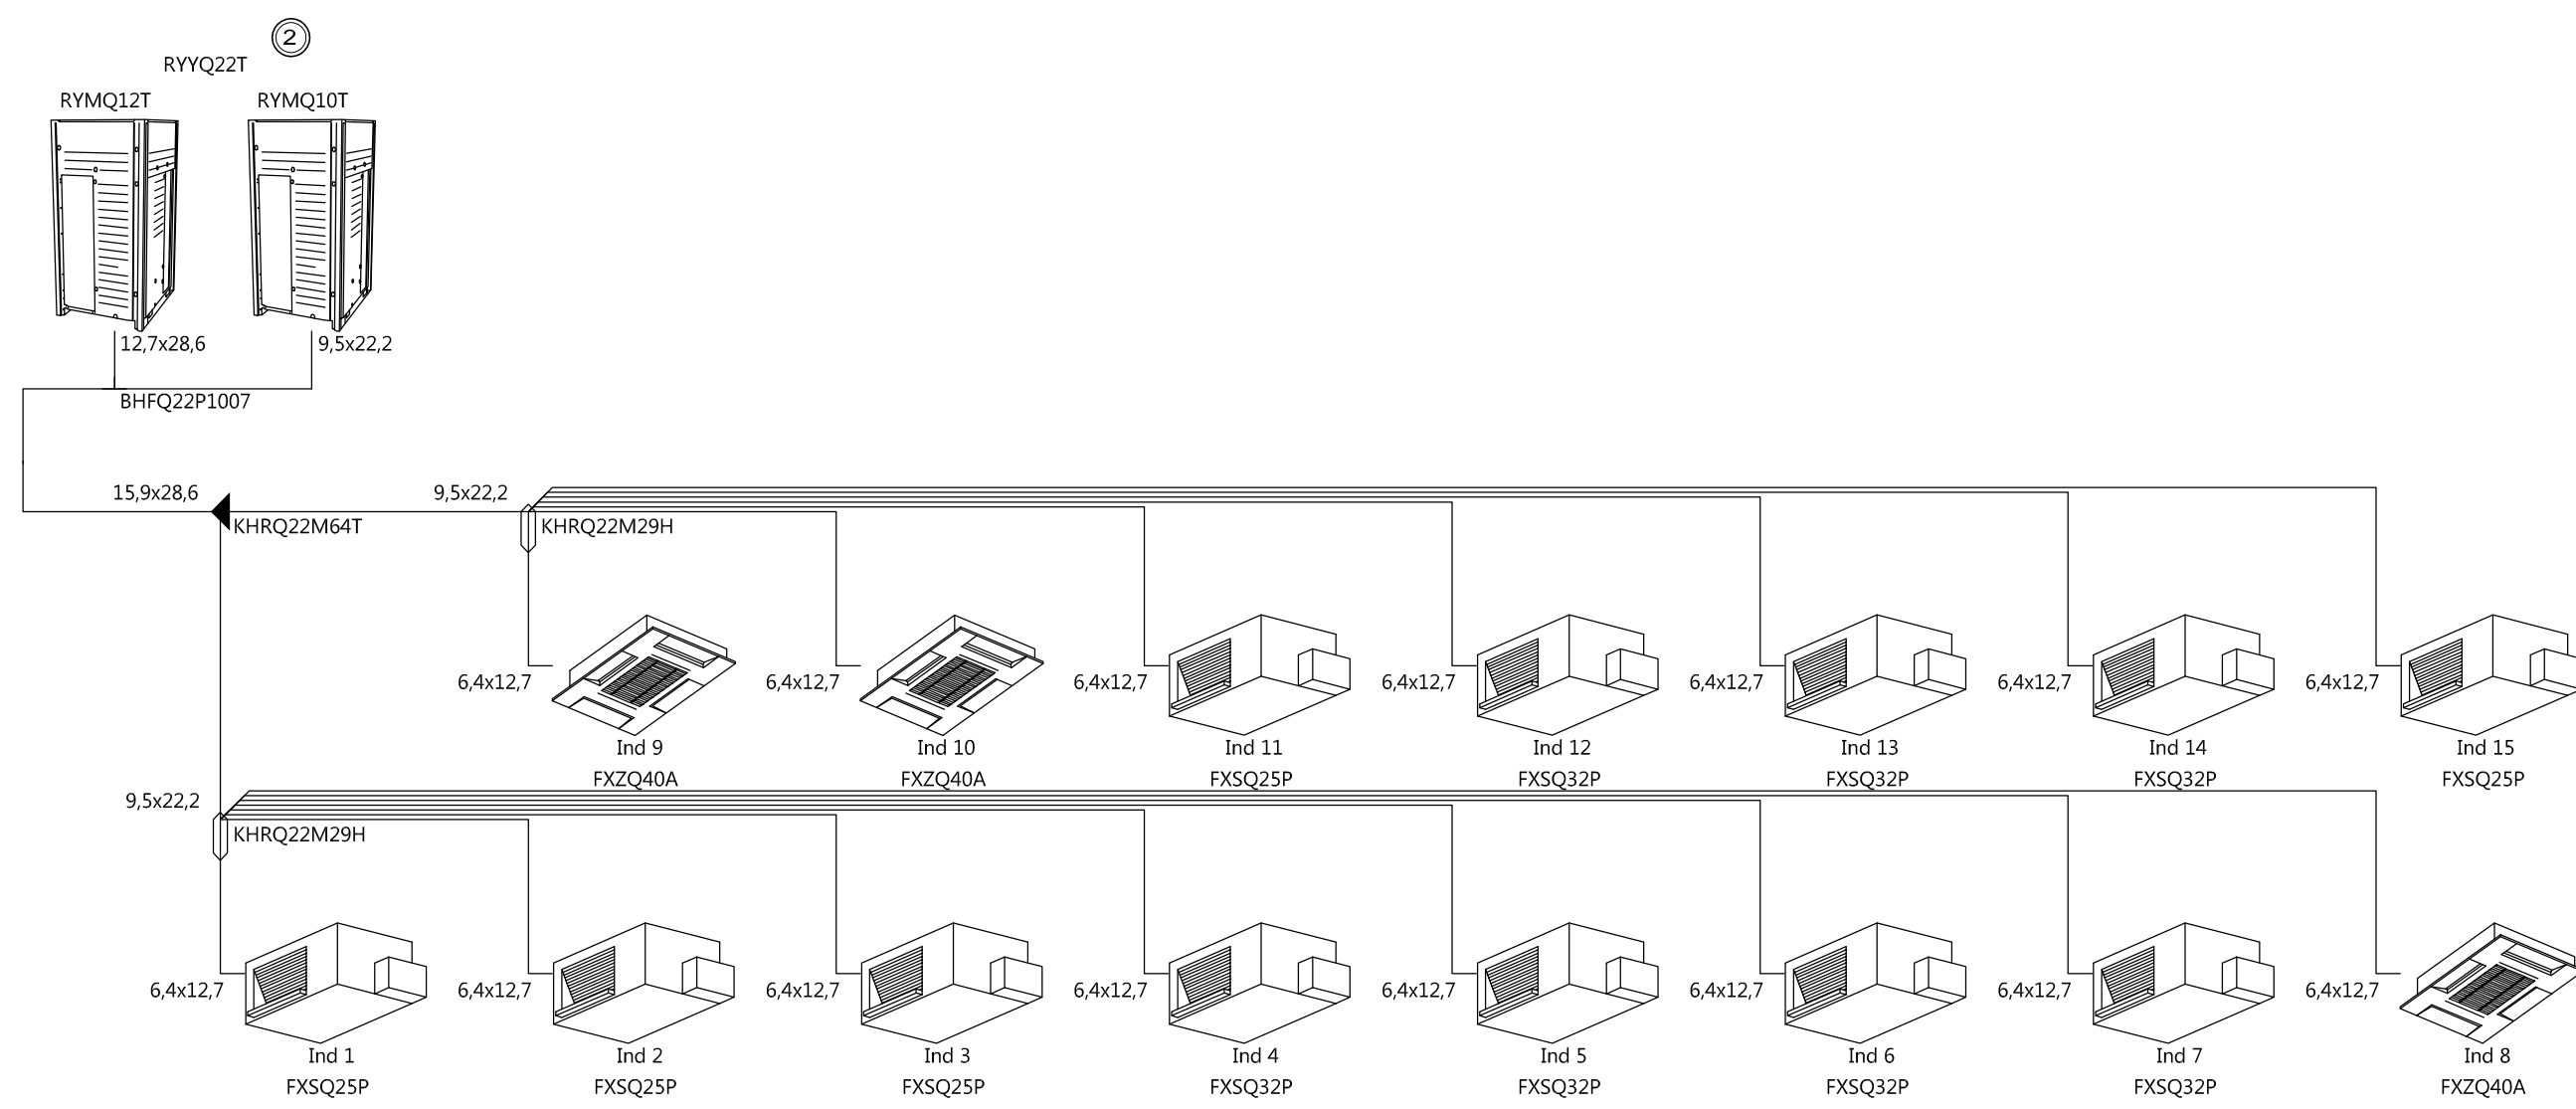 2
RYYQ22T
RYMQ12T RYMQ10T
12,7x28,6 9,5x22,2
BHFQ22P1007
15,9x28,6 9,5x22,2
KHRQ22M64T KHRQ22M29H
6,4x12,7 6,4x12,7 6,4x12,7 6,4x12,7 6,4x12,7 6,4x12,7 6,4x12,7
Ind 9 Ind 10 Ind 11 Ind 12 Ind 13 Ind 14 Ind 15
FXZQ40A FXZQ40A FXSQ25P FXSQ32P FXSQ32P FXSQ32P FXSQ25P
9,5x22,2
KHRQ22M29H
6,4x12,7 6,4x12,7 6,4x12,7 6,4x12,7 6,4x12,7 6,4x12,7 6,4x12,7 6,4x12,7
Ind 1 Ind 2 Ind 3 Ind 4 Ind 5 Ind 6 Ind 7 Ind 8
FXSQ25P FXSQ25P FXSQ25P FXSQ32P FXSQ32P FXSQ32P FXSQ32P FXZQ40A